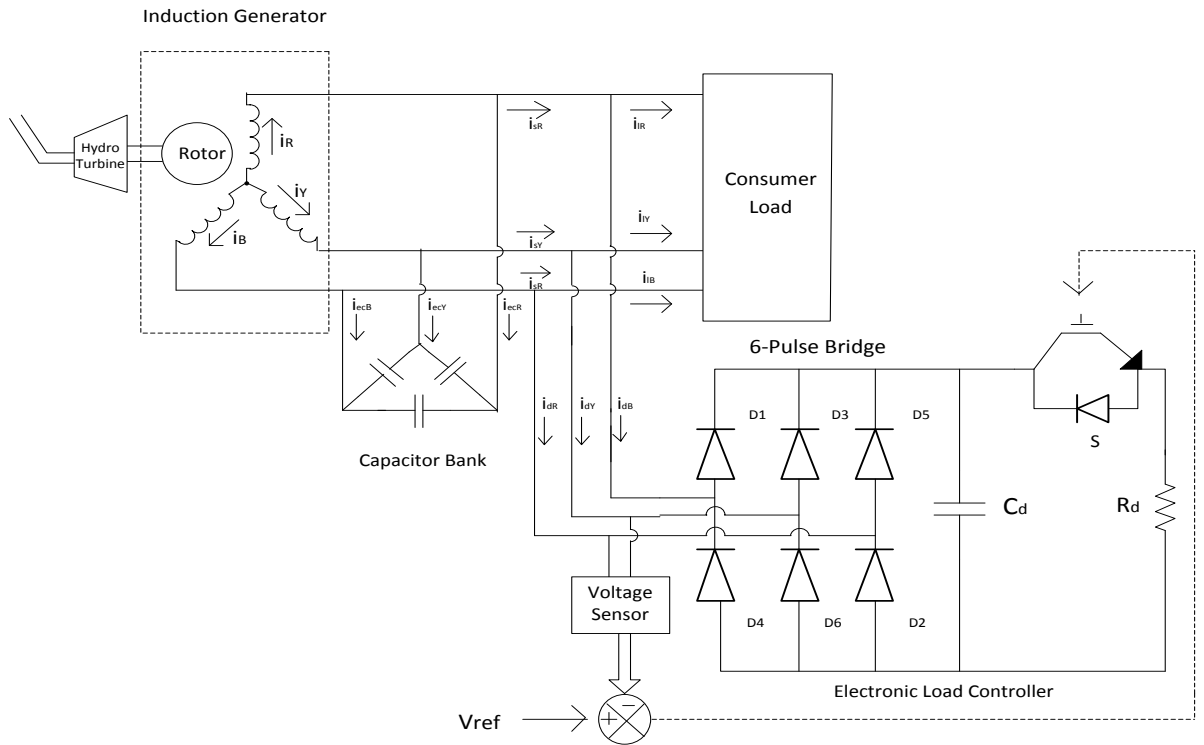 Induction Generator
Hydro
Turbine
Rotor
iR
iY
iB
isR
ilR
isY
ilY
isR
ilB
Consumer
Load
iecB
iecY
iecR
Capacitor Bank
idR
idY
idB
6-Pulse Bridge
D1
D3
D5
S
Cd
Rd
D4
D6
D2
Voltage
Sensor
Electronic Load Controller
Vref
+
−